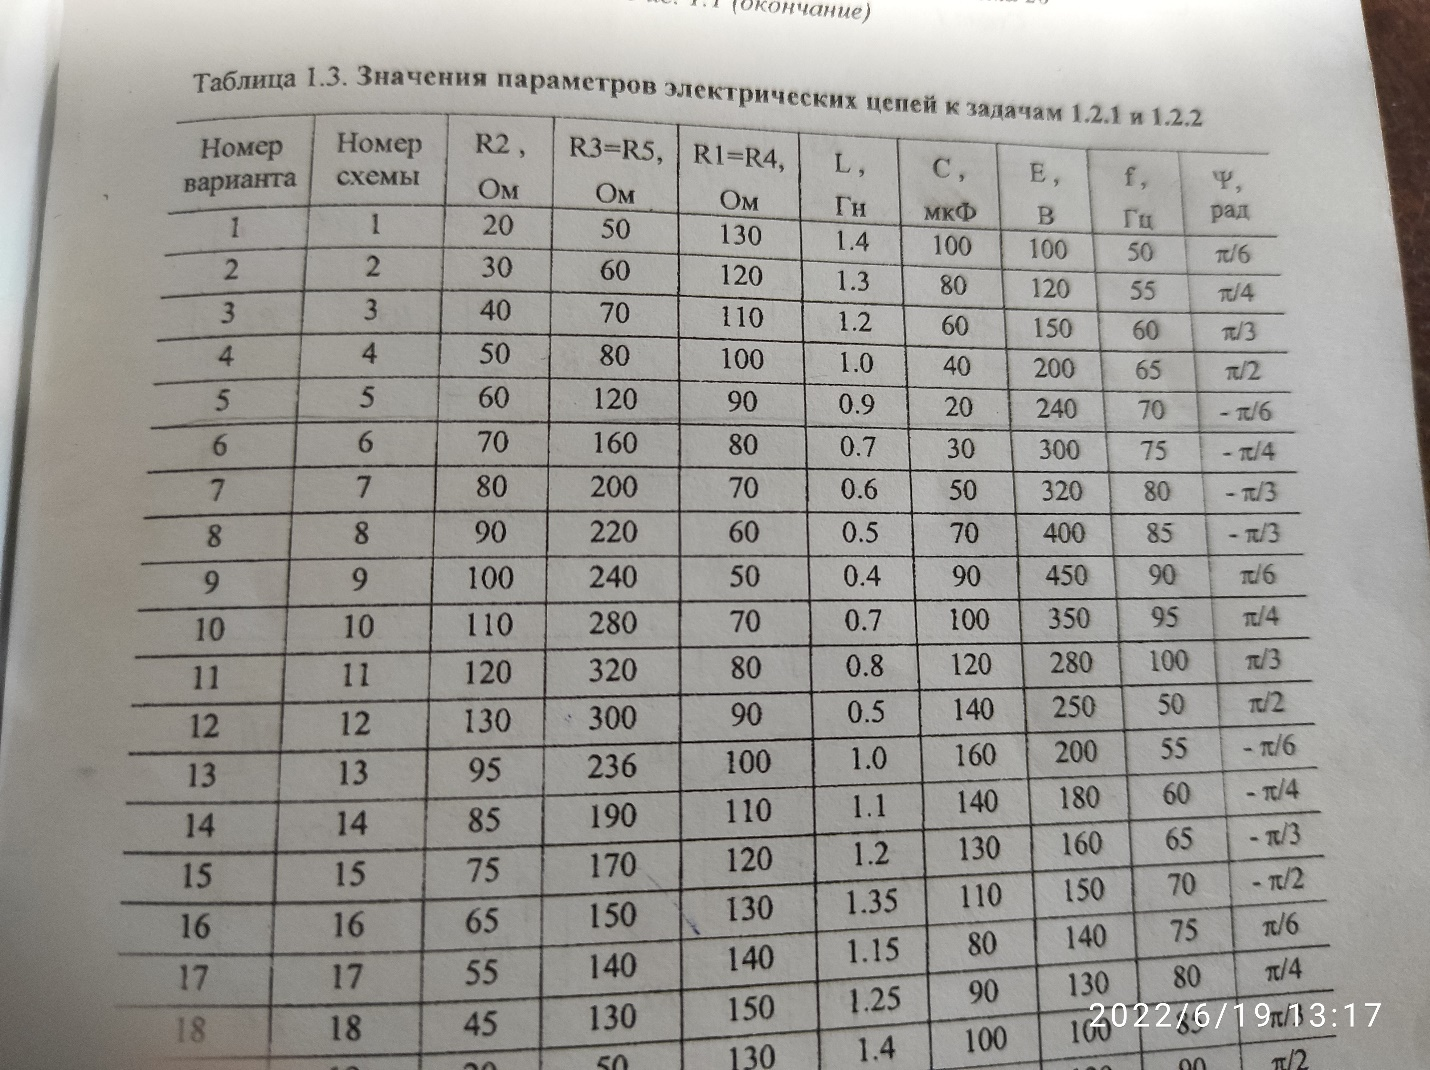 (окончание)
Таблица 1.3. Значения параметров электрических цепей к задачам 1.2.1 и 1.2.2
Номер варианта Номер схемы R2 , Ом R3=R5, Ом R1=R4, Ом L , Гн C , мкФ E , В f , Гц Ψ, рад
1 1 20 50 130 1.4 100 100 50 π/6
2 2 30 60 120 1.3 80 120 55 π/4
3 3 40 70 110 1.2 60 150 60 π/3
4 4 50 80 100 1.0 40 200 65 π/2
5 5 60 120 90 0.9 20 240 70 - π/6
6 6 70 160 80 0.7 30 300 75 - π/4
7 7 80 200 70 0.6 50 320 80 - π/3
8 8 90 220 60 0.5 70 400 85 - π/3
9 9 100 240 50 0.4 90 450 90 π/6
10 10 110 280 70 0.7 100 350 95 π/4
11 11 120 320 80 0.8 120 280 100 π/3
12 12 130 300 90 0.5 140 250 50 π/2
13 13 95 236 100 1.0 160 200 55 - π/6
14 14 85 190 110 1.1 140 180 60 - π/4
15 15 75 170 120 1.2 130 160 65 - π/3
16 16 65 150 130 1.35 110 150 70 - π/2
17 17 55 140 140 1.15 80 140 75 π/6
18 18 45 130 150 1.25 90 130 80 π/4
50 130 1.4 100 100 85 π/3
90 π/2
2022/6/19 13:17